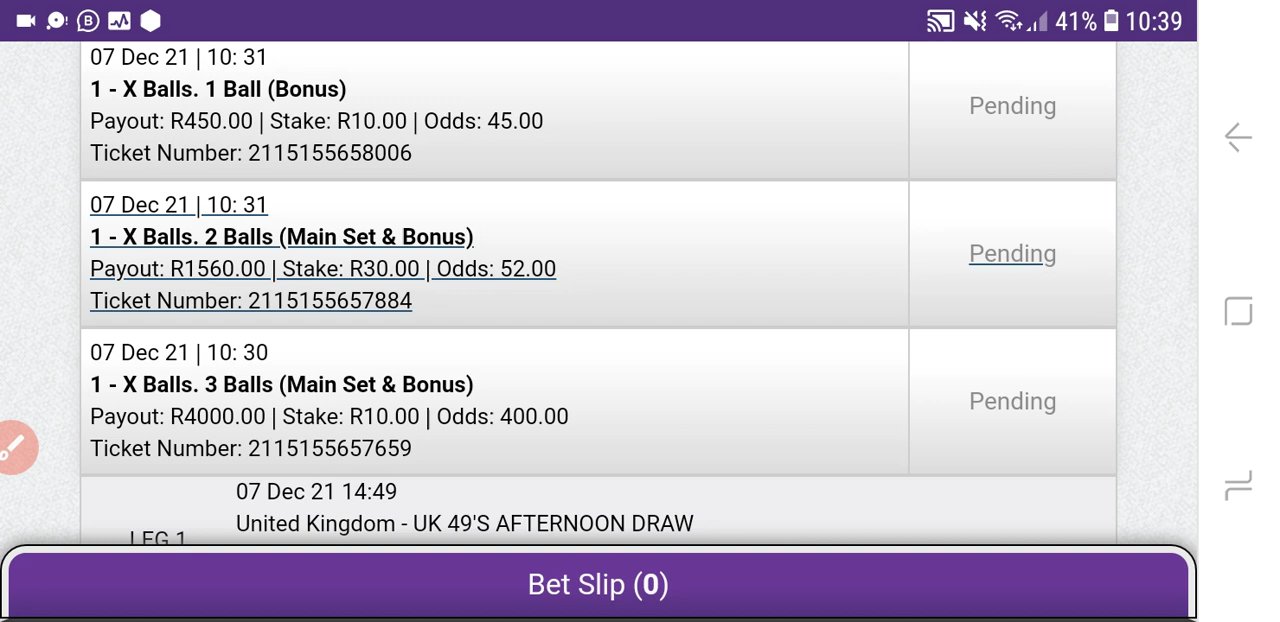 41% 10:39
07 Dec 21 | 10: 31
1 - X Balls. 1 Ball (Bonus)
Payout: R450.00 | Stake: R10.00 | Odds: 45.00
Ticket Number: 2115155658006
Pending
07 Dec 21 | 10: 31
1 - X Balls. 2 Balls (Main Set & Bonus)
Payout: R1560.00 | Stake: R30.00 | Odds: 52.00
Ticket Number: 2115155657884
Pending
07 Dec 21 | 10: 30
1 - X Balls. 3 Balls (Main Set & Bonus)
Payout: R4000.00 | Stake: R10.00 | Odds: 400.00
Ticket Number: 2115155657659
Pending
07 Dec 21 14:49
United Kingdom - UK 49'S AFTERNOON DRAW
LEG 1
Bet Slip (0)